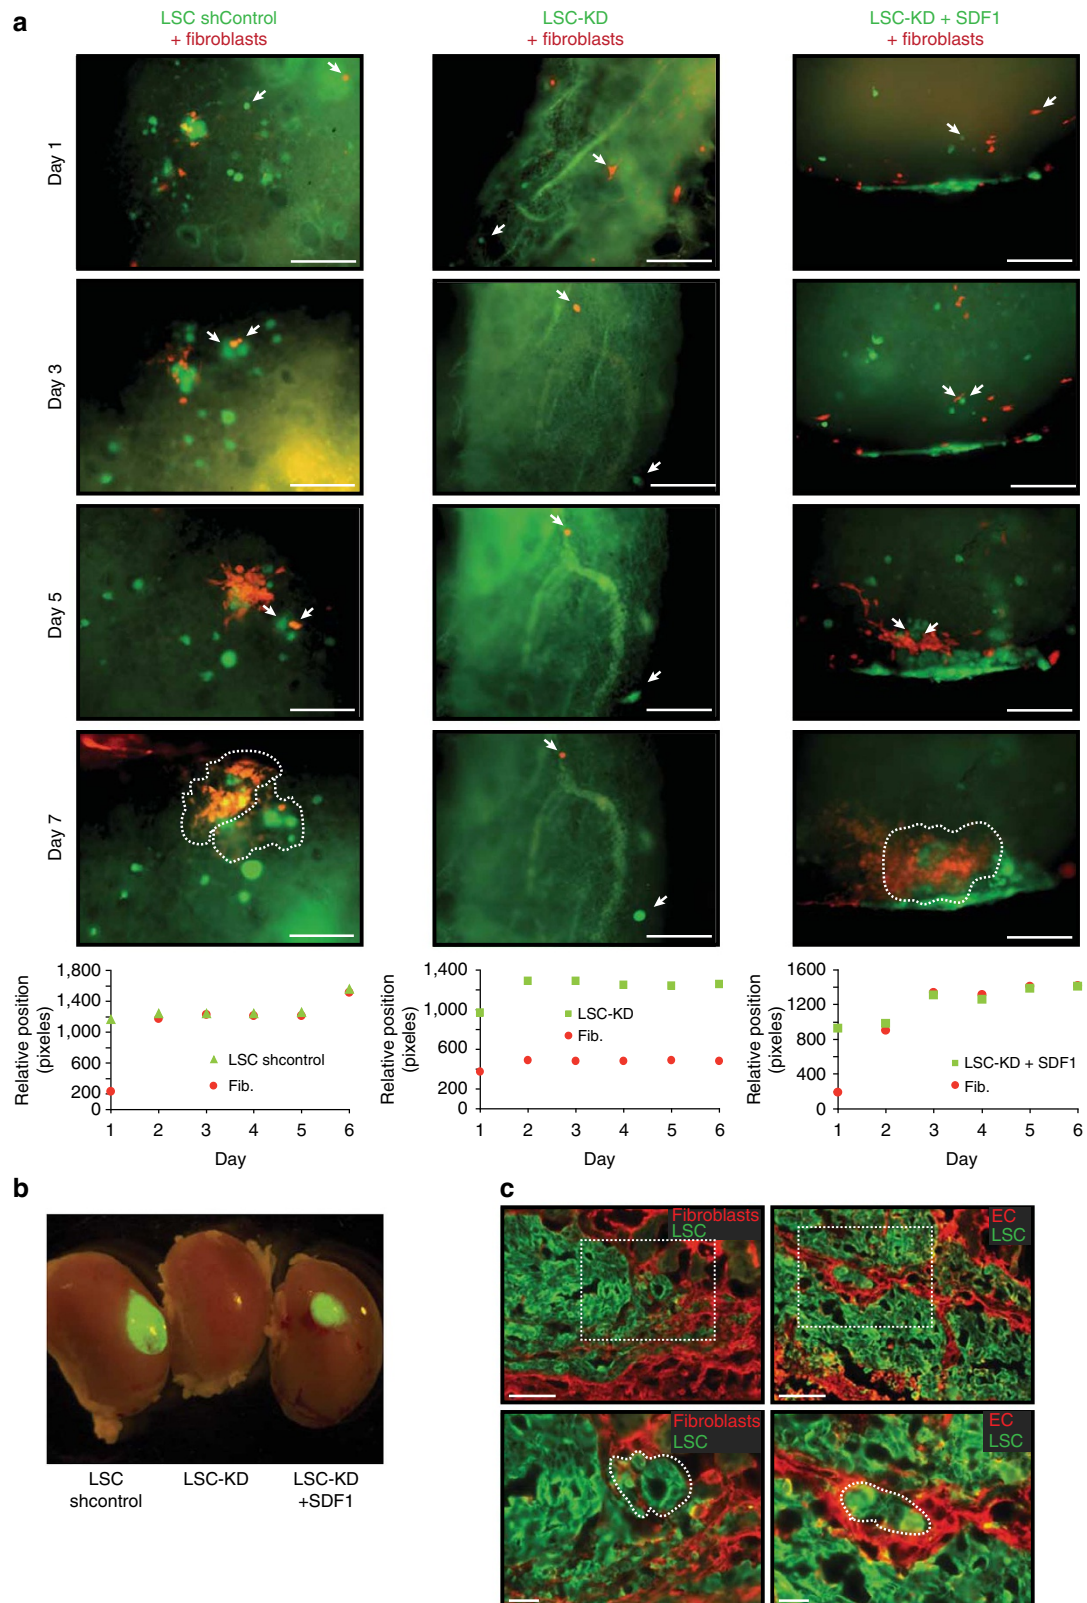 a
LSC shControl
+ fibroblasts
LSC-KD
+ fibroblasts
LSC-KD + SDF1
+ fibroblasts
Day 1
Day 3
Day 5
Day 7
Relative position
(pixeles)
1,800
1,400
1,000
600
200
0
LSC shcontrol
Fib.
1 2 3 4 5 6
Day
Relative position
(pixeles)
1,400
1,000
600
400
0
LSC-KD
Fib.
1 2 3 4 5 6
Day
Relative position
(pixeles)
1600
1200
800
400
0
LSC-KD + SDF1
Fib.
1 2 3 4 5 6
Day
b
LSC
shcontrol
LSC-KD
LSC-KD
+SDF1
c
Fibroblasts
LSC
EC
LSC
Fibroblasts
LSC
EC
LSC